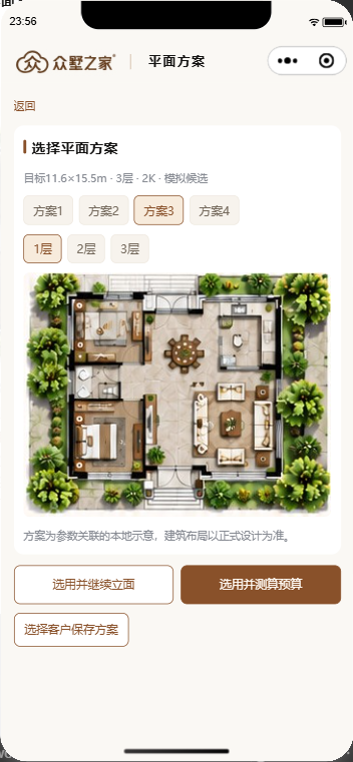 23:56
众墅之家 平面方案
返回
选择平面方案
目标11.6×15.5m · 3层 · 2K · 模拟候选
方案1 方案2 方案3 方案4
1层 2层 3层
方案为参数关联的本地示意，建筑布局以正式设计为准。
选用并继续立面 选用并测算预算
选择客户保存方案